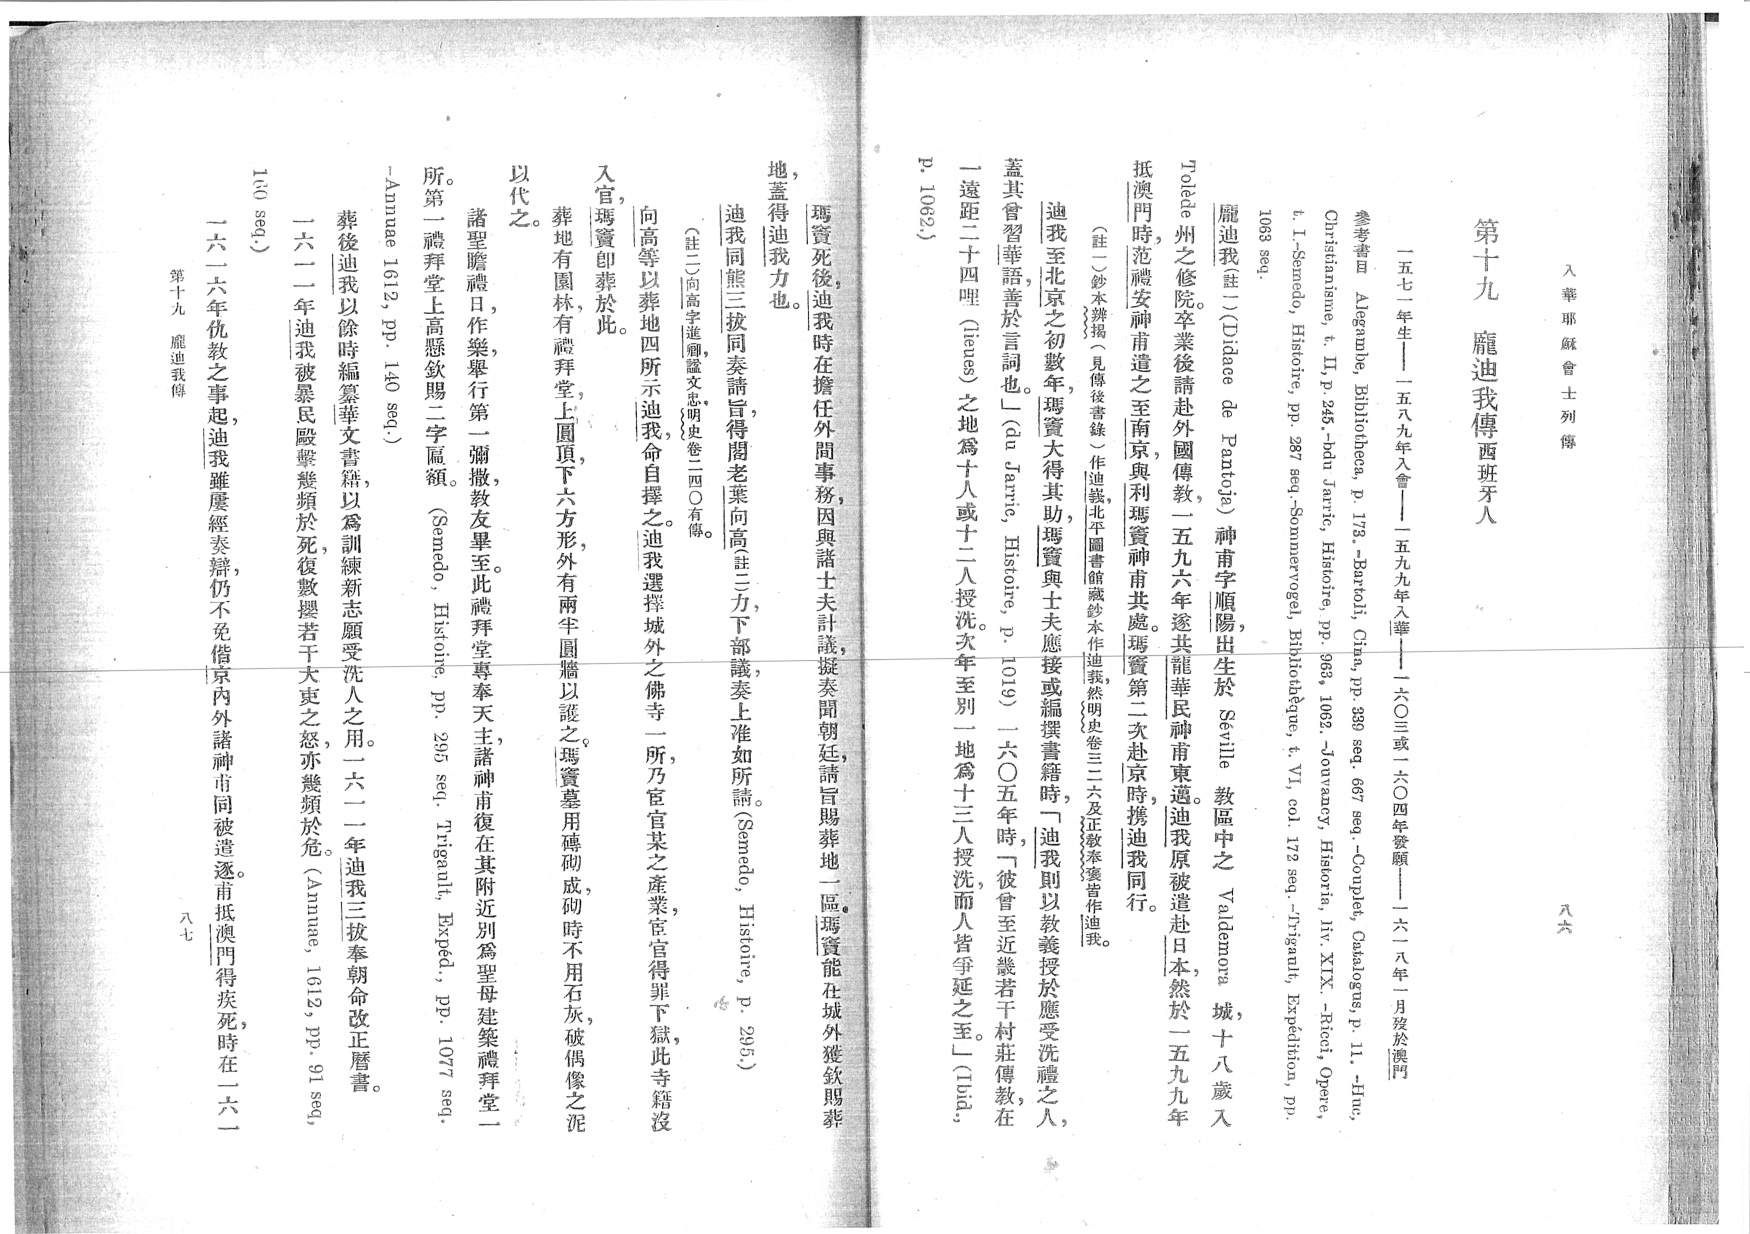 入華耶穌會士列傳
八六
第十九　龐迪我傳 西班牙人
一五七一年生——一五八九年入會——一五九九年入華——一六〇三或一六〇四年發願——一六一八年一月歿於澳門
參考書目　Alegambe, Bibliotheca, p. 173. –Bartoli, Cina, pp. 339 seq. 667 seq. –Couplet, Catalogus, p. 11. –Huc,
Christianisme, t. II, p. 245. –bdu Jarric, Histoire, pp. 963, 1062. –Jouvancy, Historia, liv. XIX. –Ricci, Opere,
t. I. –Semedo, Histoire, pp. 287 seq. –Sommervogel, Bibliothèque, t. VI, col. 172 seq. –Trigault, Expédition, pp.
1063 seq.
龐迪我(註一)(Didace de Pantoja) 神甫字順陽，出生於 Séville 教區中之 Valdemora 城，十八歲入
Tolède 州之修院。卒業後請赴外國傳教，一五九六年遂共龍華民神甫東邁。迪我原被遣赴日本，然於一五九九年
抵澳門時，范禮安神甫遣之至南京，與利瑪竇神甫共處。瑪竇第二次赴京時，携迪我同行。
（註一）鈔本辨揭（見傳後書錄）作迪峩，北平圖書館藏鈔本作迪莪，然明史卷三二六及正教奉褒皆作迪我。
迪我至北京之初數年，瑪竇大得其助，瑪竇與士夫應接或編撰書籍時，「迪我則以教義授於應受洗禮之人，
蓋其曾習華語，善於言詞也。」(du Jarric, Histoire, p. 1019) 一六〇五年時，「彼曾至近畿若干村莊傳教，在
一遠距二十四哩 (lieues) 之地爲十人或十二人授洗。次年至別一地爲十三人授洗，而人皆爭延之至。」(Ibid.,
p. 1062.)
瑪竇死後，迪我時在擔任外間事務，因與諸士夫計議，擬奏聞朝廷，請旨賜葬地一區。瑪竇能在城外獲欽賜葬
地，蓋得迪我力也。
迪我同熊三拔同奏請旨，得閣老葉向高(註二)力，下部議，奏上准如所請。(Semedo, Histoire, p. 295.)
（註二）向高字進卿，諡文忠，明史卷二四〇有傳。
向高等以葬地四所示迪我，命自擇之。迪我選擇城外之佛寺一所，乃宦官某之產業，宦官得罪下獄，此寺籍沒
入官，瑪竇卽葬於此。
葬地有園林，有禮拜堂，上圓頂，下六方形，外有兩半圓牆以護之。瑪竇墓用磚砌成，砌時不用石灰，破偶像之泥
以代之。
諸聖瞻禮日，作樂，舉行第一彌撒，教友畢至。此禮拜堂專奉天主，諸神甫復在其附近別爲聖母建築禮拜堂一
所。第一禮拜堂上高懸欽賜二字匾額。(Semedo, Histoire, pp. 295 seq. Trigault, Expéd., pp. 1077 seq.
–Annuae 1612, pp. 140 seq.)
葬後迪我以餘時編纂華文書籍，以爲訓練新志願受洗人之用。一六一一年迪我三拔奉朝命改正曆書。
一六一一年迪我被暴民毆擊幾頻於死，復數攖若干大吏之怒，亦幾頻於危。(Annuae, 1612, pp. 91 seq.,
160 seq.)
一六一六年仇教之事起，迪我雖屢經奏辯，仍不免偕京內外諸神甫同被遣逐。甫抵澳門得疾死，時在一六一
第十九　龐迪我傳
八七